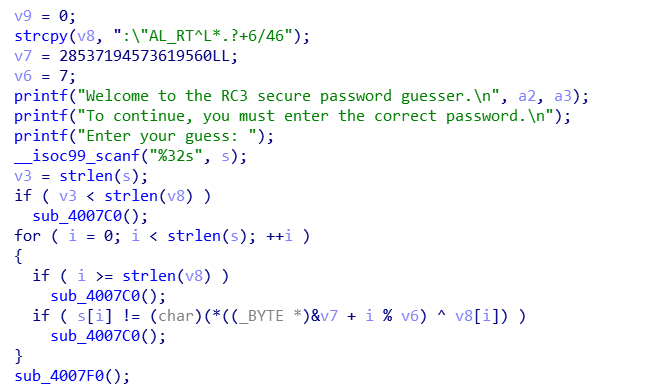 v9 = 0;
strcpy(v8, ":\"AL_RT^L*.?+6/46");
v7 = 28537194573619560LL;
v6 = 7;
printf("Welcome to the RC3 secure password guesser.\n", a2, a3);
printf("To continue, you must enter the correct password.\n");
printf("Enter your guess: ");
__isoc99_scanf("%32s", s);
v3 = strlen(s);
if ( v3 < strlen(v8) )
sub_4007C0();
for ( i = 0; i < strlen(s); ++i )
{
if ( i >= strlen(v8) )
sub_4007C0();
if ( s[i] != (char)(*((_BYTE *)&v7 + i % v6) ^ v8[i]) )
sub_4007C0();
}
sub_4007F0();